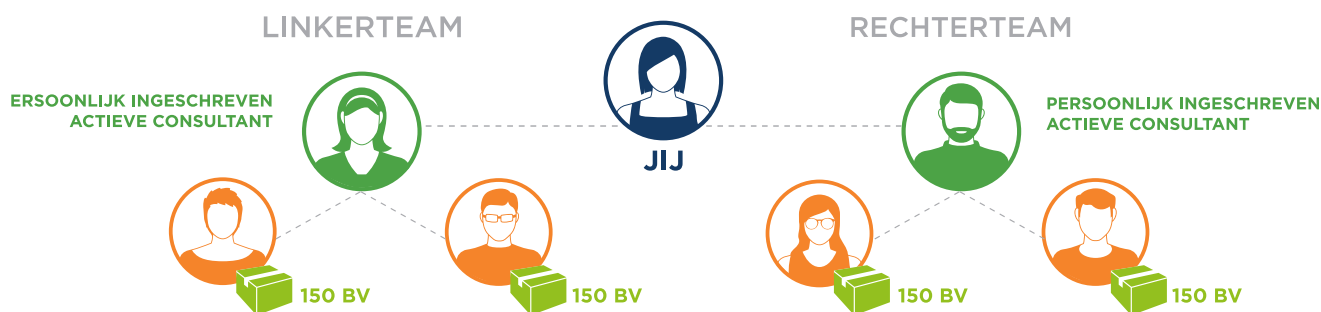 LINKERTEAM
RECHTERTEAM
ERSOONLIJK INGESCHREVEN
ACTIEVE CONSULTANT
PERSOONLIJK INGESCHREVEN
ACTIEVE CONSULTANT
JIJ
150 BV
150 BV
150 BV
150 BV